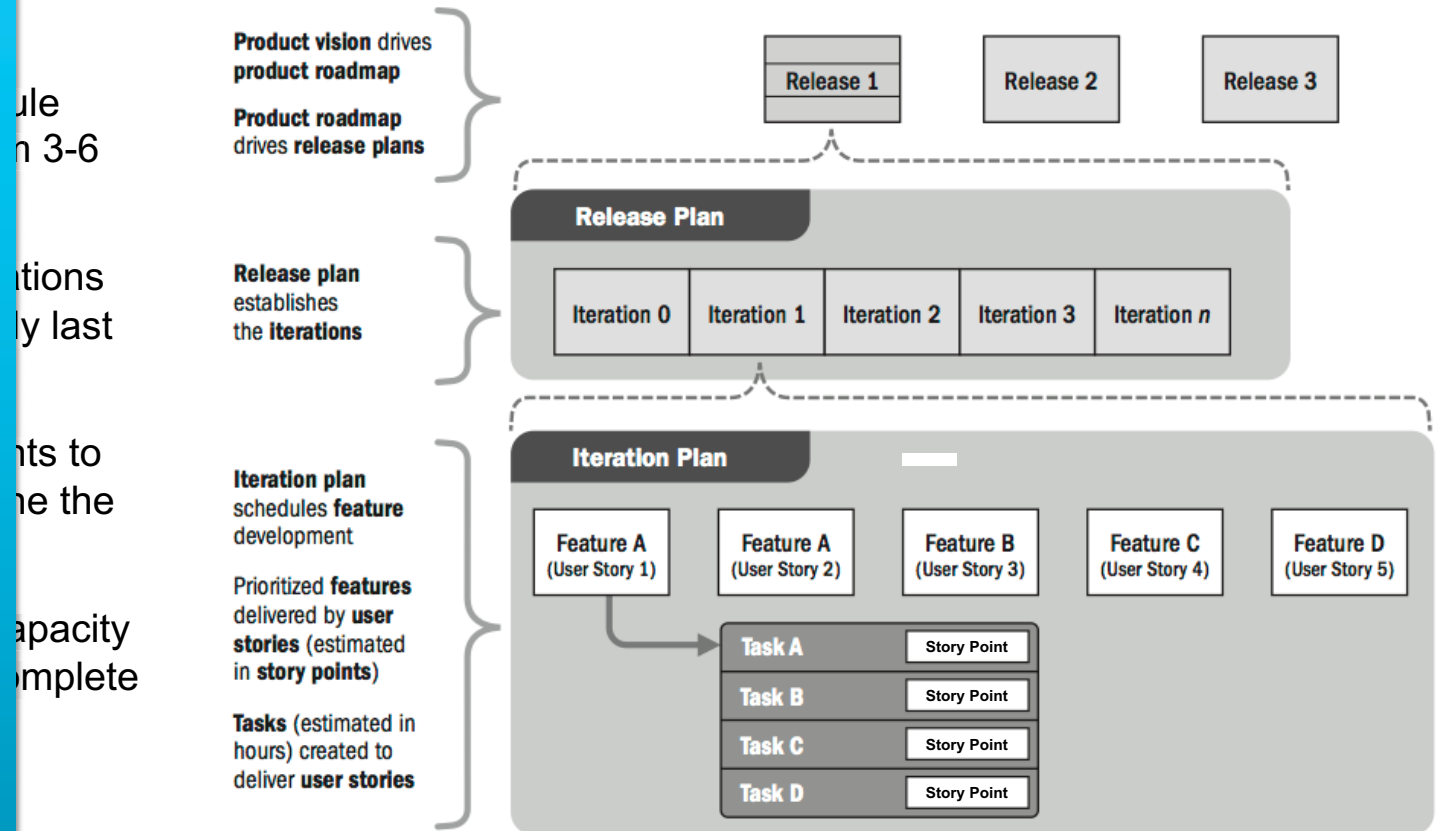 ule
n 3-6
ations
ly last
nts to
ne the
apacity
omplete
Product vision drives
product roadmap
Product roadmap
drives release plans
Release 1
Release 2
Release 3
Release Plan
Release plan
establishes
the iterations
Iteration 0
Iteration 1
Iteration 2
Iteration 3
Iteration n
Iteration Plan
Iteration plan
schedules feature
development
Prioritized features
delivered by user
stories (estimated
in story points)
Tasks (estimated in
hours) created to
deliver user stories
Feature A
(User Story 1)
Feature A
(User Story 2)
Feature B
(User Story 3)
Feature C
(User Story 4)
Feature D
(User Story 5)
Task A Story Point
Task B Story Point
Task C Story Point
Task D Story Point